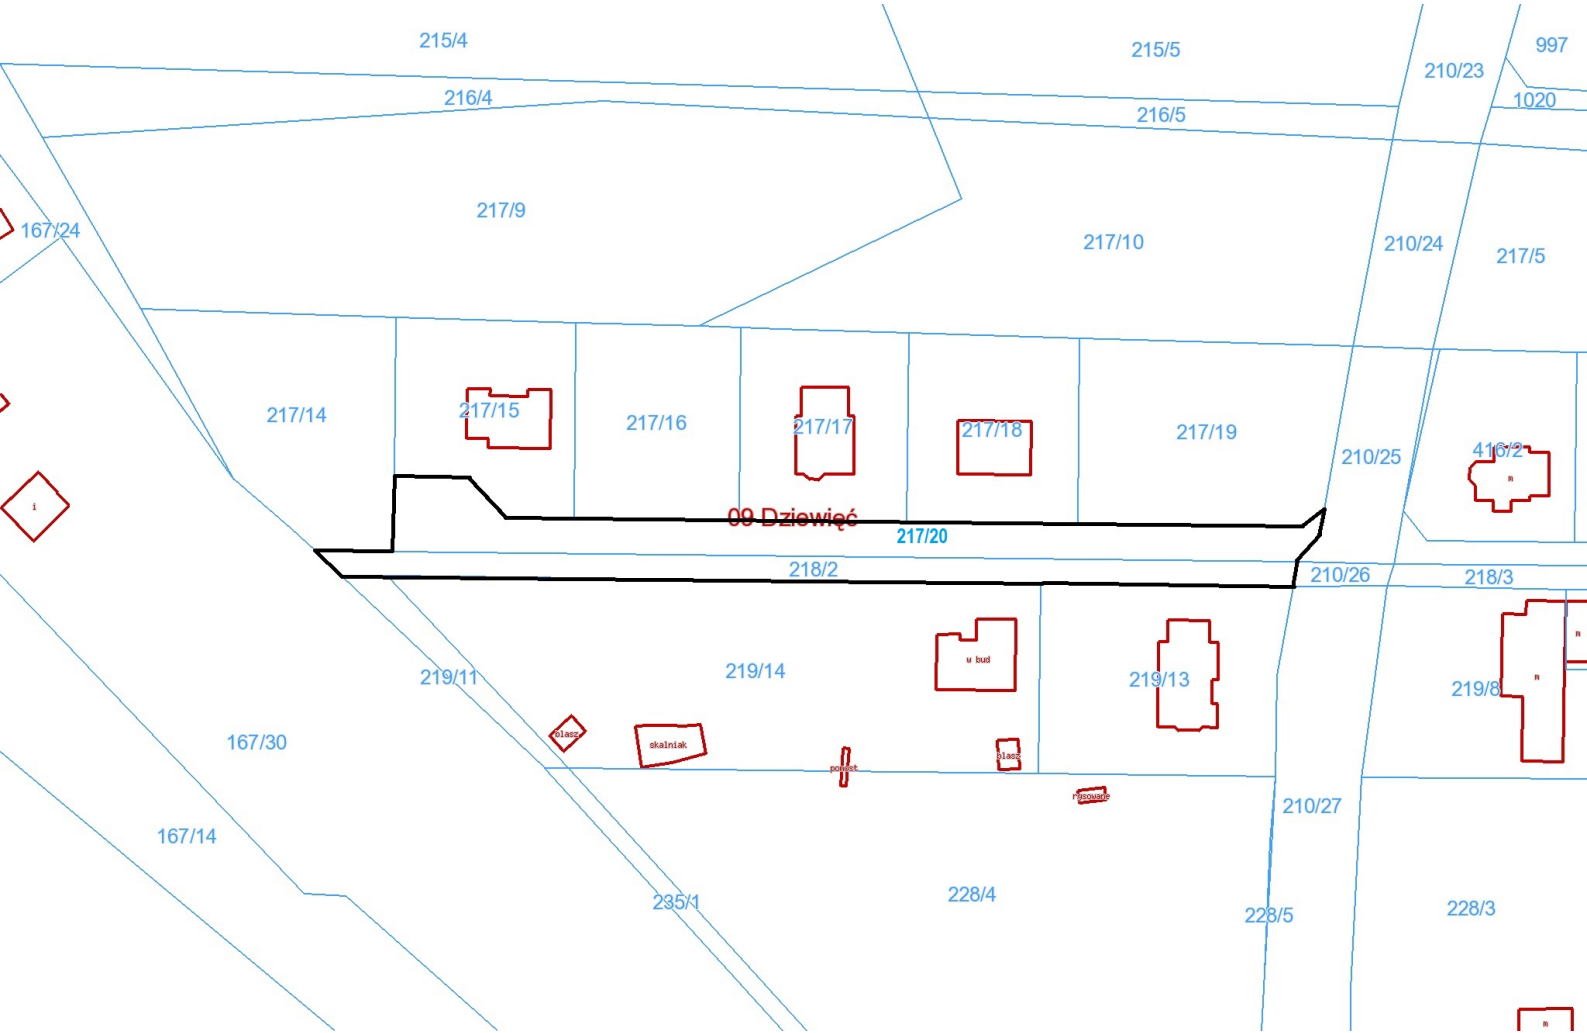 215/4
215/5
997
210/23
216/4
1020
216/5
217/9
167/24
217/10
210/24
217/5
217/15
217/14
217/16
217/17
217/18
217/19
416/2
210/25
m
i
09 Dziewięć
217/20
218/2
210/26
218/3
m
w bud
219/14
219/11
219/13
m
219/8
blasz
skalniak
167/30
blasz
pomost
rysowane
210/27
167/14
228/4
235/1
228/5
228/3
m